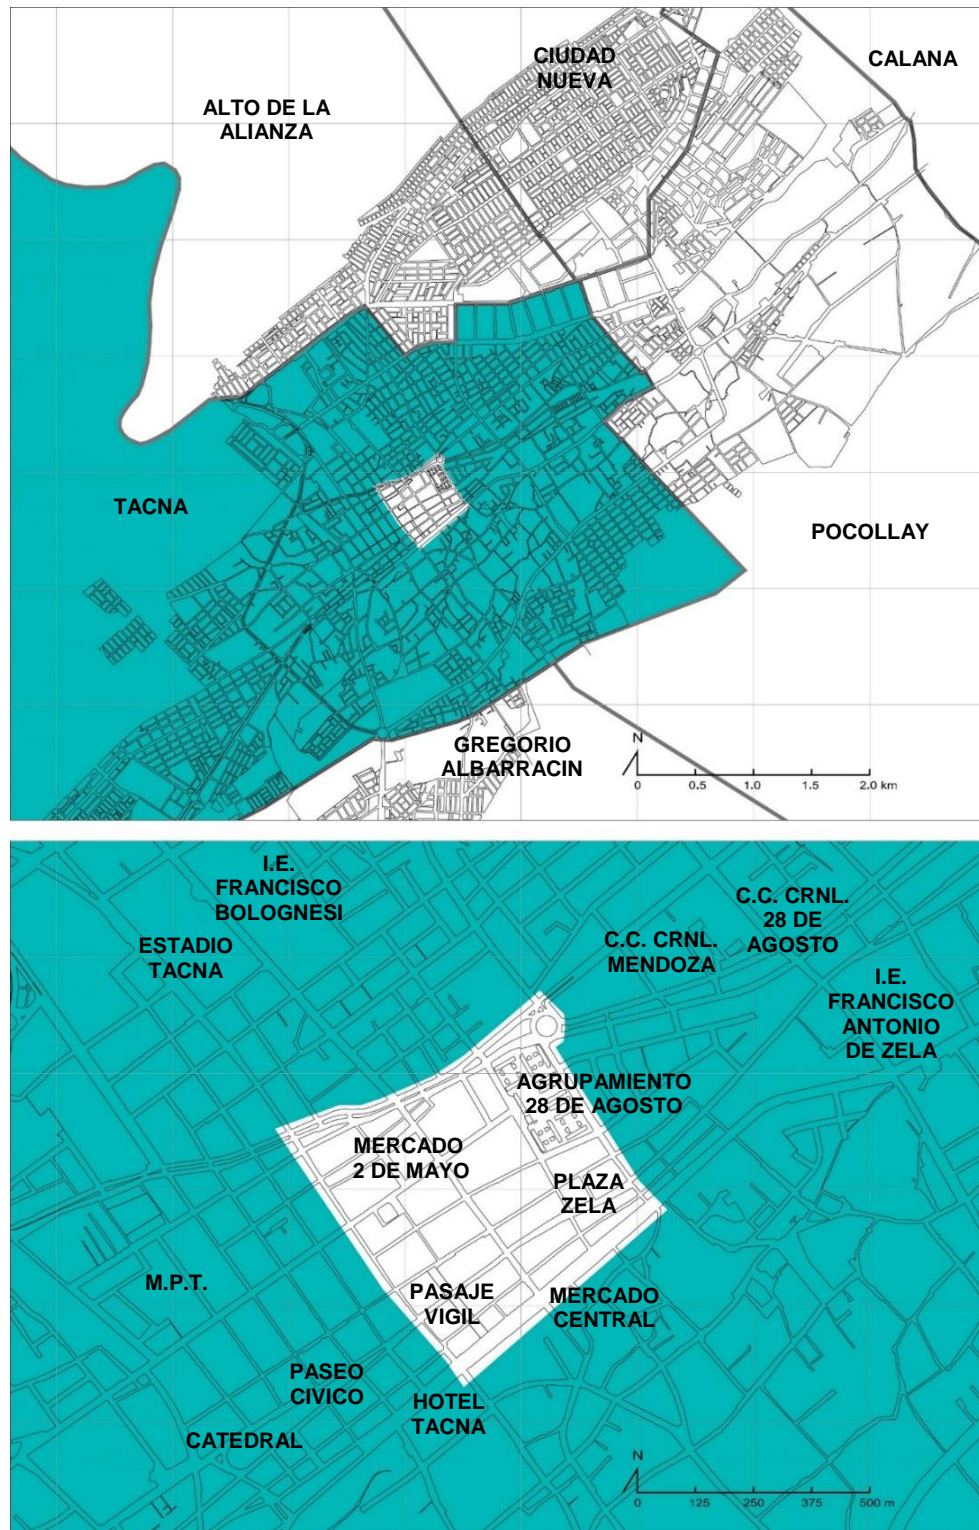 CIUDAD
NUEVA
CALANA
ALTO DE LA
ALIANZA
TACNA
POCOLLAY
GREGORIO
ALBARRACIN
N
0 0.5 1.0 1.5 2.0 km
I.E.
FRANCISCO
BOLOGNESI
ESTADIO
TACNA
C.C. CRNL.
28 DE
AGOSTO
C.C. CRNL.
MENDOZA
I.E.
FRANCISCO
ANTONIO
DE ZELA
AGRUPAMIENTO
28 DE AGOSTO
MERCADO
2 DE MAYO
PLAZA
ZELA
M.P.T.
PASAJE
VIGIL
MERCADO
CENTRAL
PASEO
CIVICO
HOTEL
TACNA
CATEDRAL
N
0 125 250 375 500 m